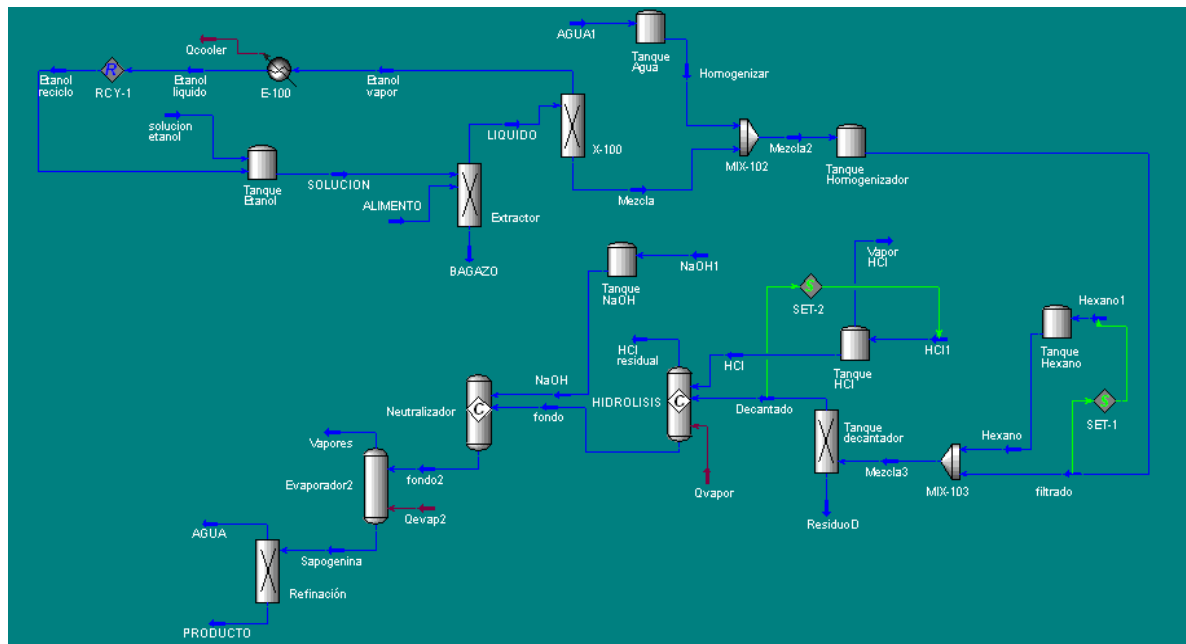 AGUA1
Tanque
Agua
Qcooler
Homogenizar
Etanol
reciclo
RCY-1
Etanol
liquido
E-100
Etanol
vapor
solucion
etanol
LIQUIDO
X-100
MIX-102
Mezcla2
Tanque
Homogenizador
Tanque
Etanol
SOLUCION
ALIMENTO
Extractor
Mezcla
BAGAZO
Vapor
HCl
NaOH1
Tanque
NaOH
SET-2
Hexano1
Tanque
Hexano
HCl
residual
HCl
Tanque
HCl
HCl1
NaOH
Neutralizador
fondo
HIDROLISIS
Decantado
SET-1
Tanque
decantador
Hexano
Vapores
fondo2
Mezcla3
MIX-103
filtrado
Evaporador2
Qevap2
Qvapor
ResiduoD
AGUA
Sapogenina
Refinación
PRODUCTO
R
S
S
C
C